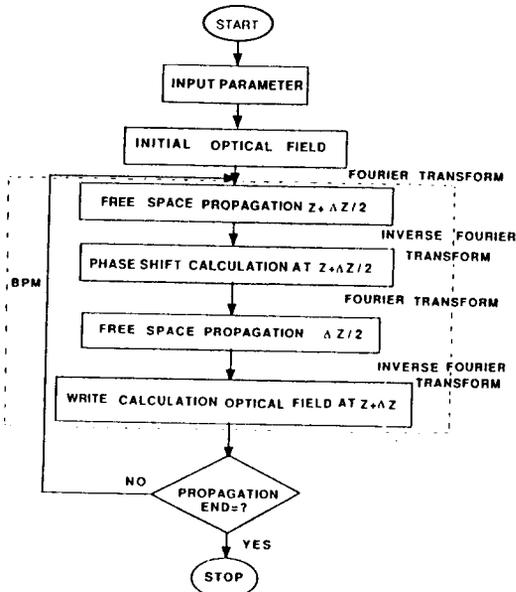 START
INPUT PARAMETER
INITIAL OPTICAL FIELD
FOURIER TRANSFORM
FREE SPACE PROPAGATION Z+ ΔZ/2
INVERSE FOURIER
TRANSFORM
PHASE SHIFT CALCULATION AT Z+ΔZ/2
BPM
FOURIER TRANSFORM
FREE SPACE PROPAGATION ΔZ/2
INVERSE FOURIER
TRANSFORM
WRITE CALCULATION OPTICAL FIELD AT Z+ΔZ
NO
PROPAGATION
END=?
YES
STOP